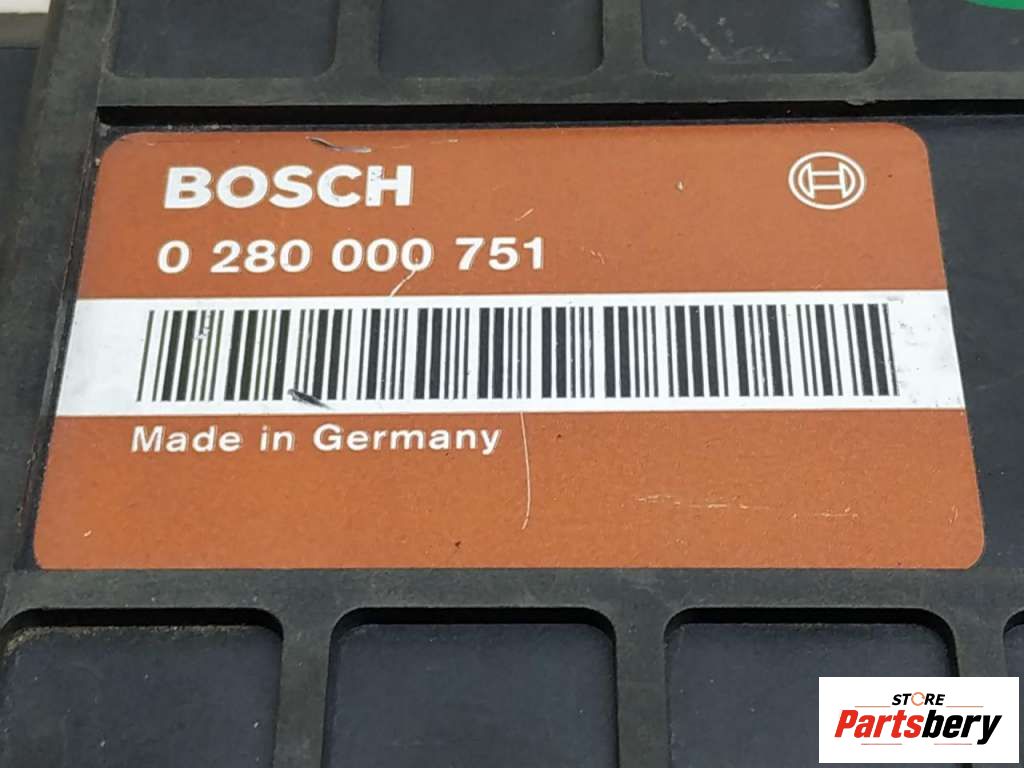 BOSCH
0 280 000 751
Made in Germany
STORE
Partsbery